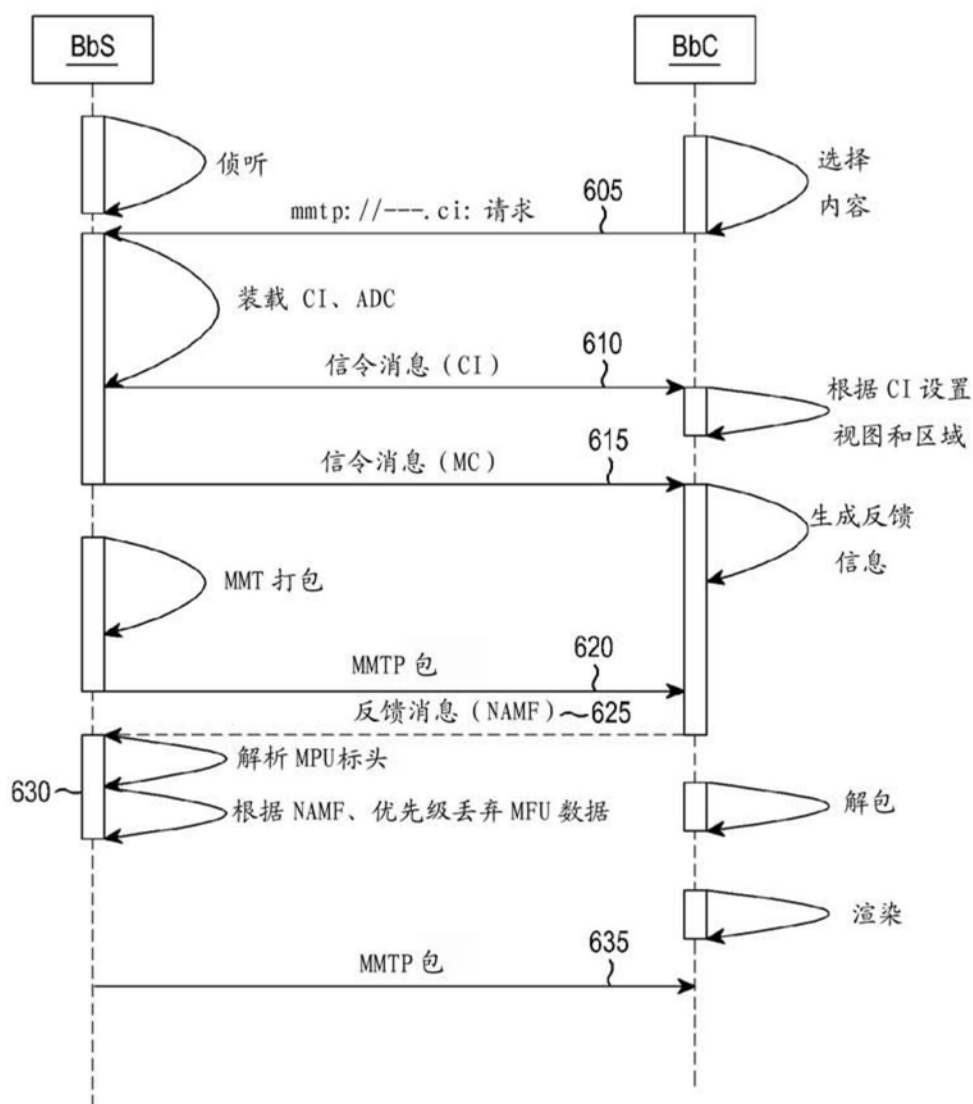 BbS
BbC
侦听
选择
内容
605
mmtp://---.ci: 请求
装载 CI、ADC
610
信令消息 (CI)
根据 CI 设置
视图和区域
615
信令消息 (MC)
生成反馈
信息
MMT 打包
620
MMTP 包
反馈消息 (NAMF)
625
解析 MPU标头
630
根据 NAMF、优先级丢弃 MFU 数据
解包
渲染
635
MMTP 包